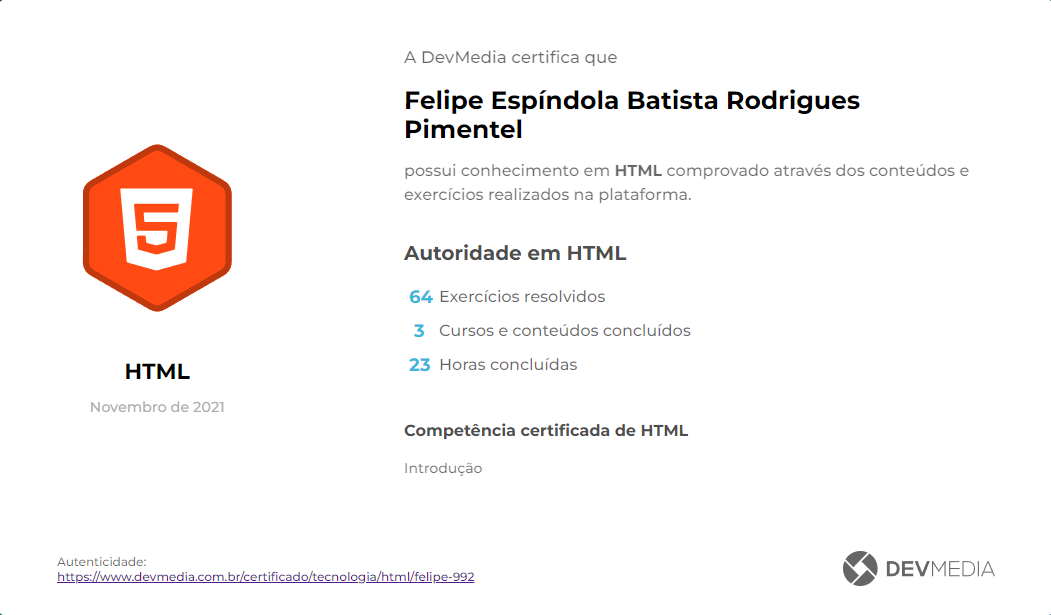 A DevMedia certifica que
Felipe Espíndola Batista Rodrigues
Pimentel
possui conhecimento em HTML comprovado através dos conteúdos e
exercícios realizados na plataforma.
Autoridade em HTML
64 Exercícios resolvidos
3 Cursos e conteúdos concluídos
23 Horas concluídas
Competência certificada de HTML
Introdução
5
HTML
Novembro de 2021
Autenticidade:
https://www.devmedia.com.br/certificado/tecnologia/html/felipe-992
DEVMEDIA